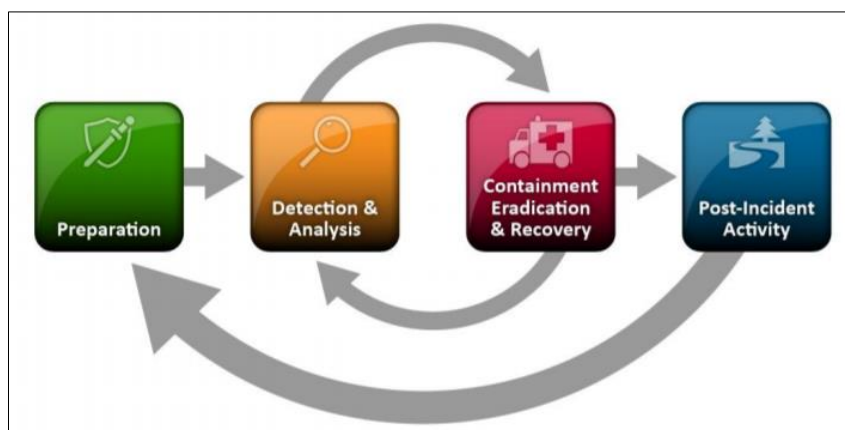 Preparation
Detection &
Analysis
Containment
Eradication
& Recovery
Post-Incident
Activity